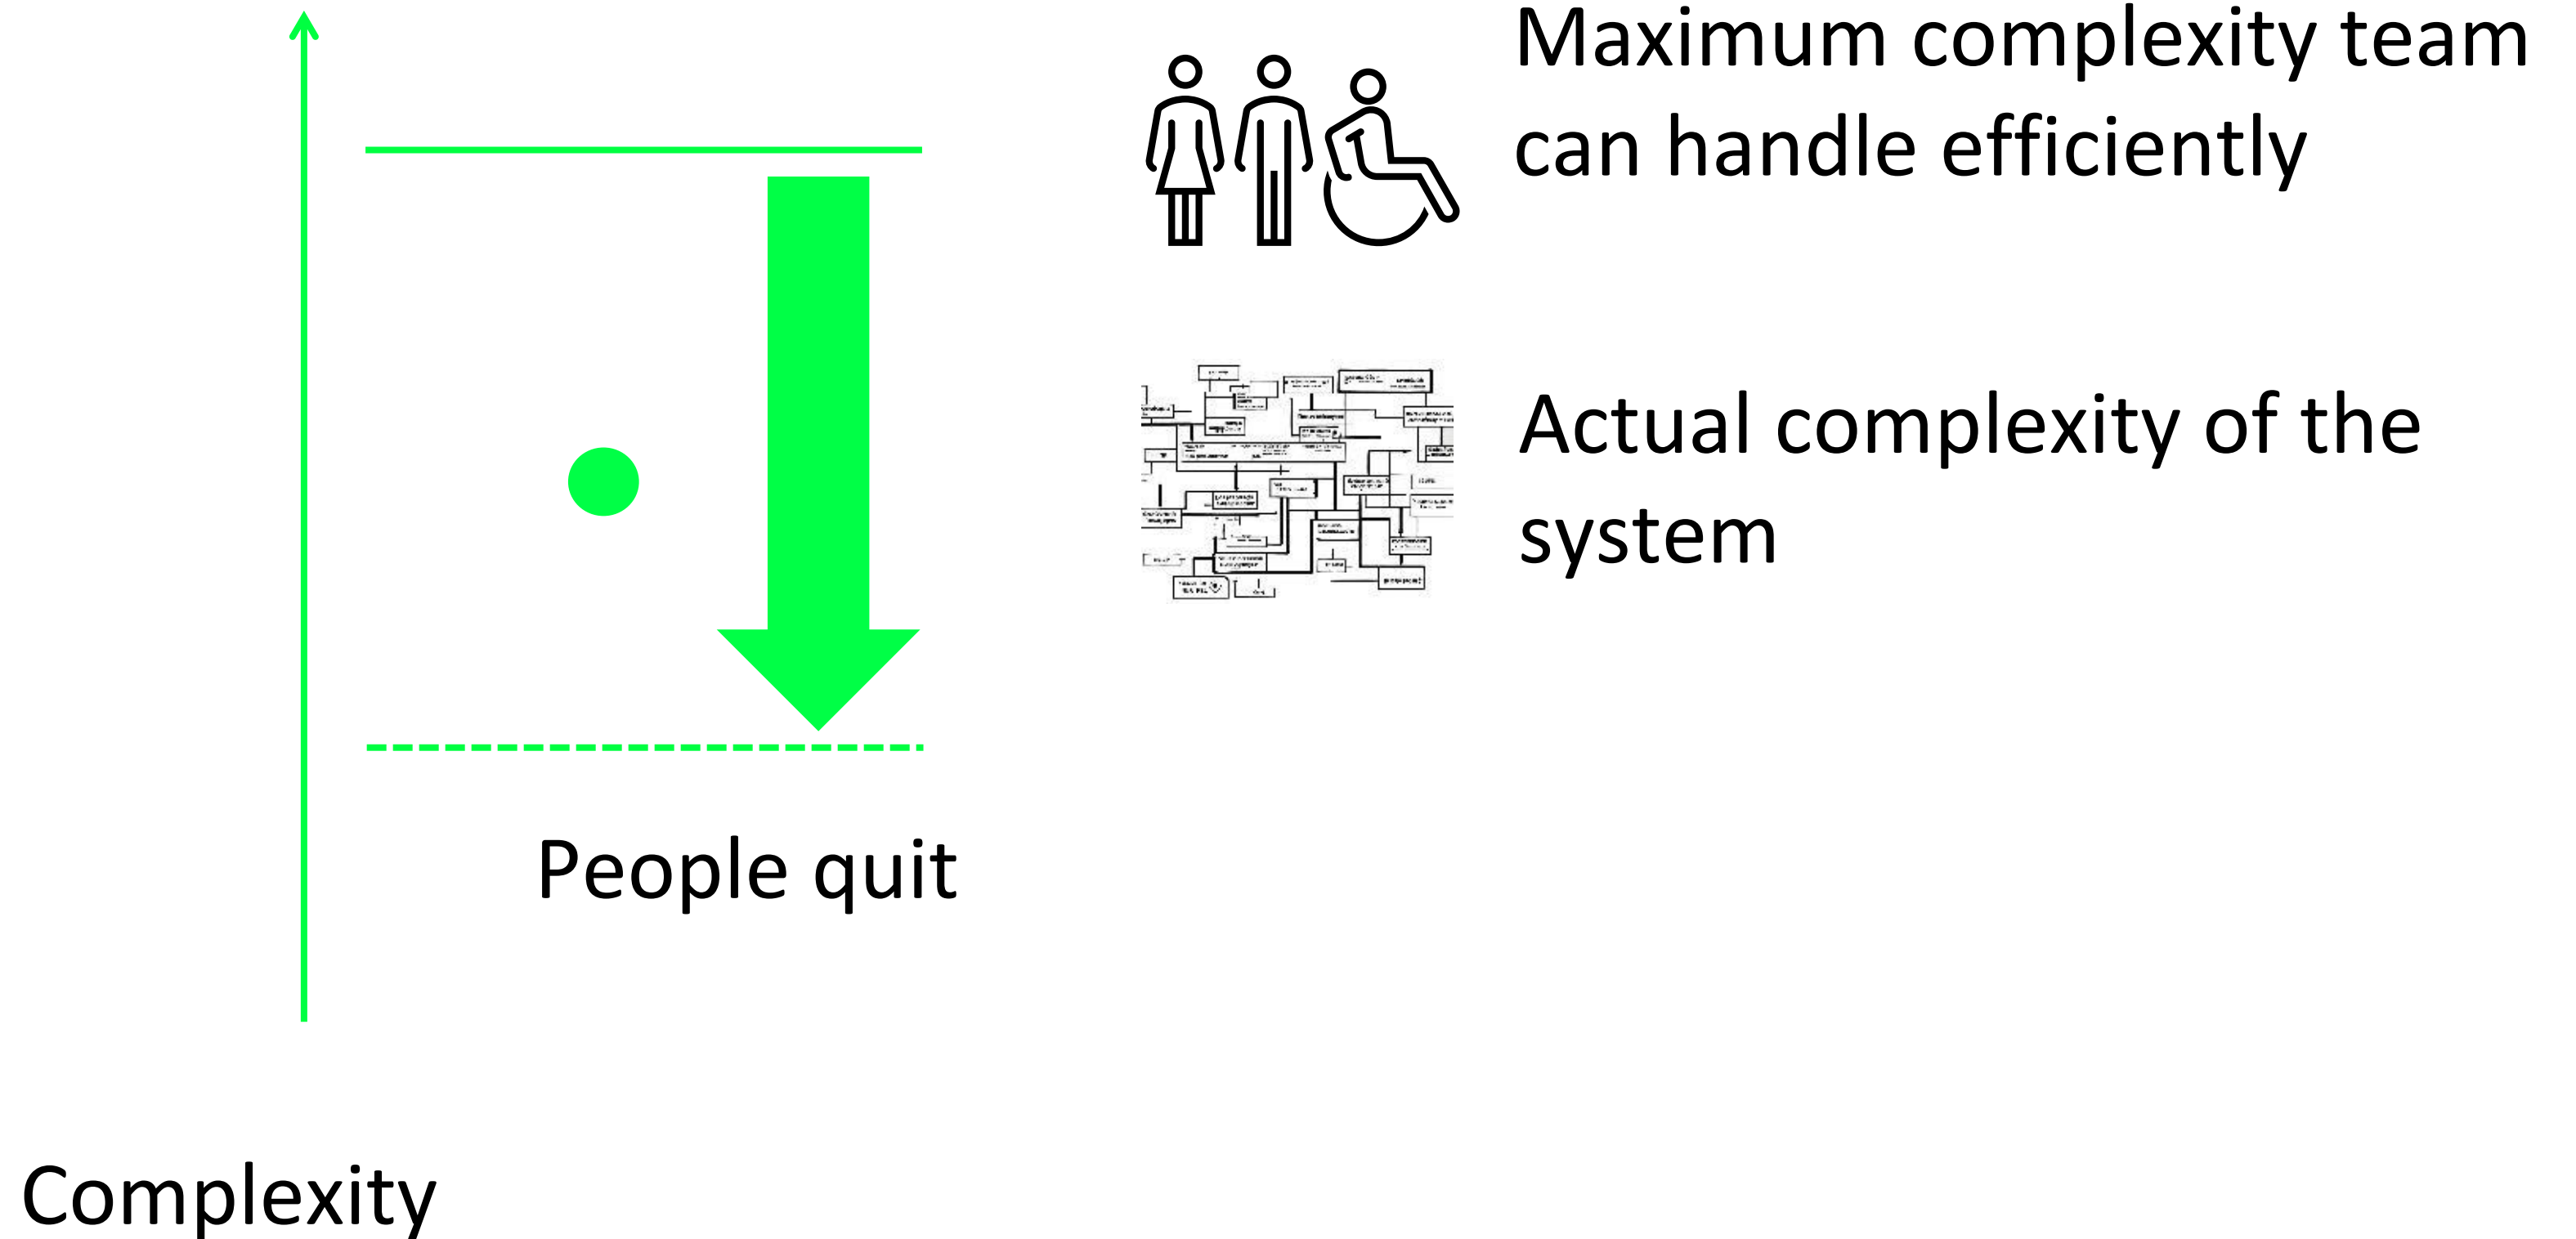 Maximum complexity team
can handle efficiently
Actual complexity of the
system
People quit
Complexity